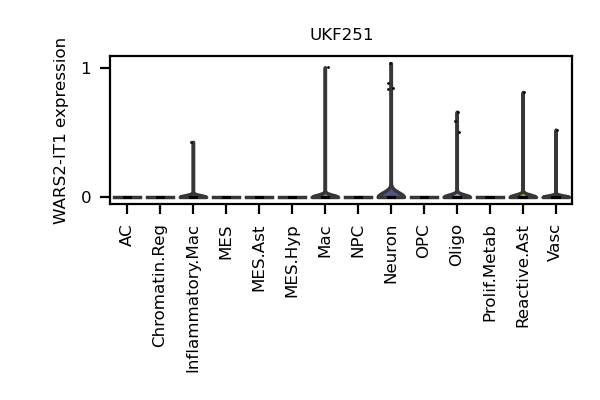 UKF251
WARS2-IT1 expression
1
0
AC
Chromatin.Reg
Inflammatory.Mac
MES
MES.Ast
MES.Hyp
Mac
NPC
Neuron
OPC
Oligo
Prolif.Metab
Reactive.Ast
Vasc